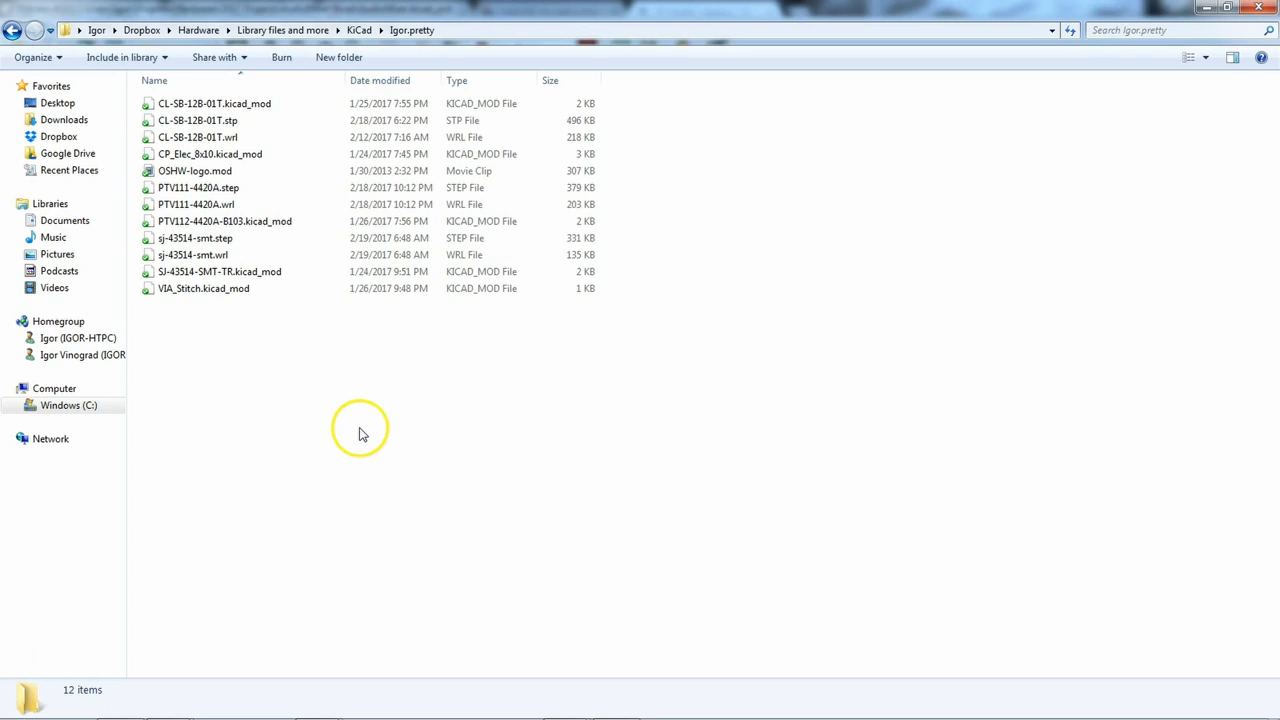 Igor Dropbox Hardware Library files and more KiCad Igor.pretty Search Igor.pretty
Organize Include in library Share with Burn New folder
Name Date modified Type Size
Favorites
Desktop
Downloads
Dropbox
Google Drive
Recent Places
Libraries
Documents
Music
Pictures
Podcasts
Videos
Homegroup
Igor (IGOR-HTPC)
Igor Vinograd (IGOR
Computer
Windows (C:)
Network
CL-SB-12B-01T.kicad_mod 1/25/2017 7:55 PM KICAD_MOD File 2 KB
CL-SB-12B-01T.stp 2/18/2017 6:22 PM STP File 496 KB
CL-SB-12B-01T.wrl 2/12/2017 7:16 AM WRL File 218 KB
CP_Elec_8x10.kicad_mod 1/24/2017 7:45 PM KICAD_MOD File 3 KB
OSHW-logo.mod 1/30/2013 2:32 PM Movie Clip 307 KB
PTV111-4420A.step 2/18/2017 10:12 PM STEP File 379 KB
PTV111-4420A.wrl 2/18/2017 10:12 PM WRL File 203 KB
PTV112-4420A-B103.kicad_mod 1/26/2017 7:56 PM KICAD_MOD File 2 KB
sj-43514-smt.step 2/19/2017 6:48 AM STEP File 331 KB
sj-43514-smt.wrl 2/19/2017 6:48 AM WRL File 135 KB
SJ-43514-SMT-TR.kicad_mod 1/24/2017 9:51 PM KICAD_MOD File 2 KB
VIA_Stitch.kicad_mod 1/26/2017 9:48 PM KICAD_MOD File 1 KB
12 items